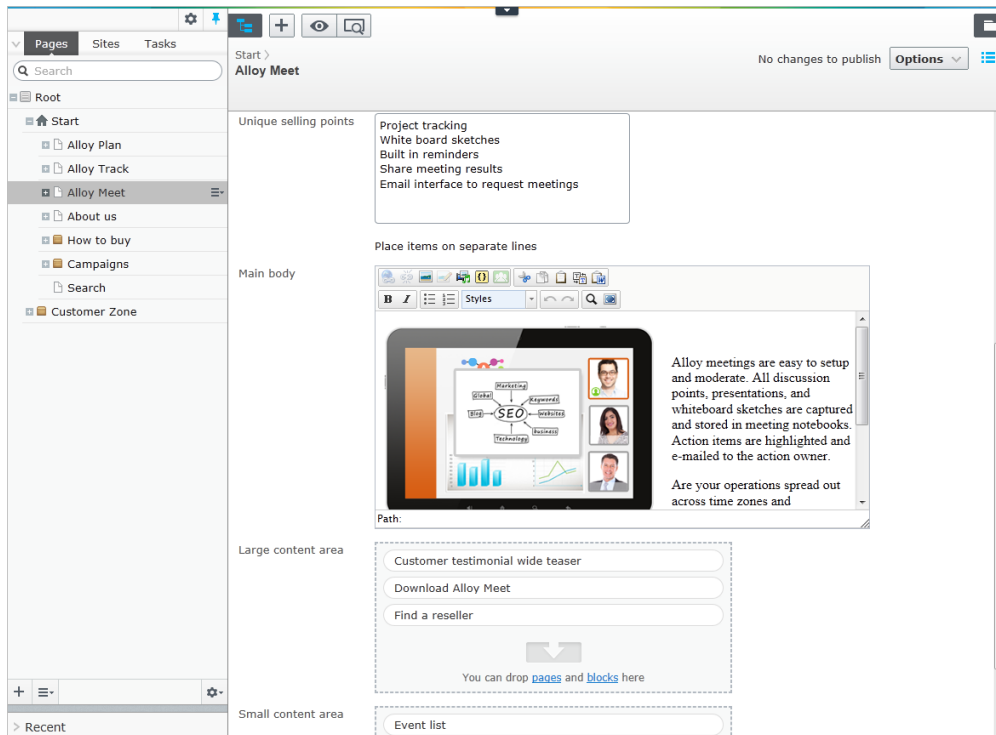 Pages Sites Tasks
Search
Root
Start
Alloy Plan
Alloy Track
Alloy Meet
About us
How to buy
Campaigns
Search
Customer Zone
Recent
Start
Alloy Meet
No changes to publish Options
Unique selling points
Project tracking
White board sketches
Built in reminders
Share meeting results
Email interface to request meetings
Place items on separate lines
Main body
B I Styles
Marketing
Global
Keywords
Blog
SEO
Websites
Business
Technology
Alloy meetings are easy to setup
and moderate. All discussion
points, presentations, and
whiteboard sketches are captured
and stored in meeting notebooks.
Action items are highlighted and
e-mailed to the action owner.
Are your operations spread out
across time zones and
Path:
Large content area
Customer testimonial wide teaser
Download Alloy Meet
Find a reseller
You can drop pages and blocks here
Small content area
Event list